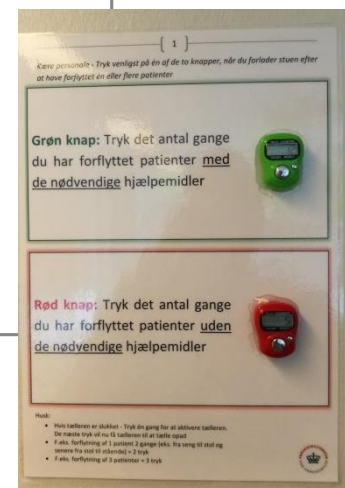 1
Kære personale - Tryk venligst på én af de to knapper, når du forlader stuen efter
at have forflyttet én eller flere patienter
Grøn knap: Tryk det antal gange
du har forflyttet patienter med
de nødvendige hjælpemidler
Rød knap: Tryk det antal gange
du har forflyttet patienter uden
de nødvendige hjælpemidler
Husk:
• Hvis tælleren er slukket - Tryk én gang for at aktivere tælleren.
De næste tryk vil nu få tælleren til at tælle opad
• F.eks. forflytning af 1 patient 2 gange (eks. fra seng til stol og
senere fra stol til stående) = 2 tryk
• F.eks. forflytning af 3 patienter = 3 tryk